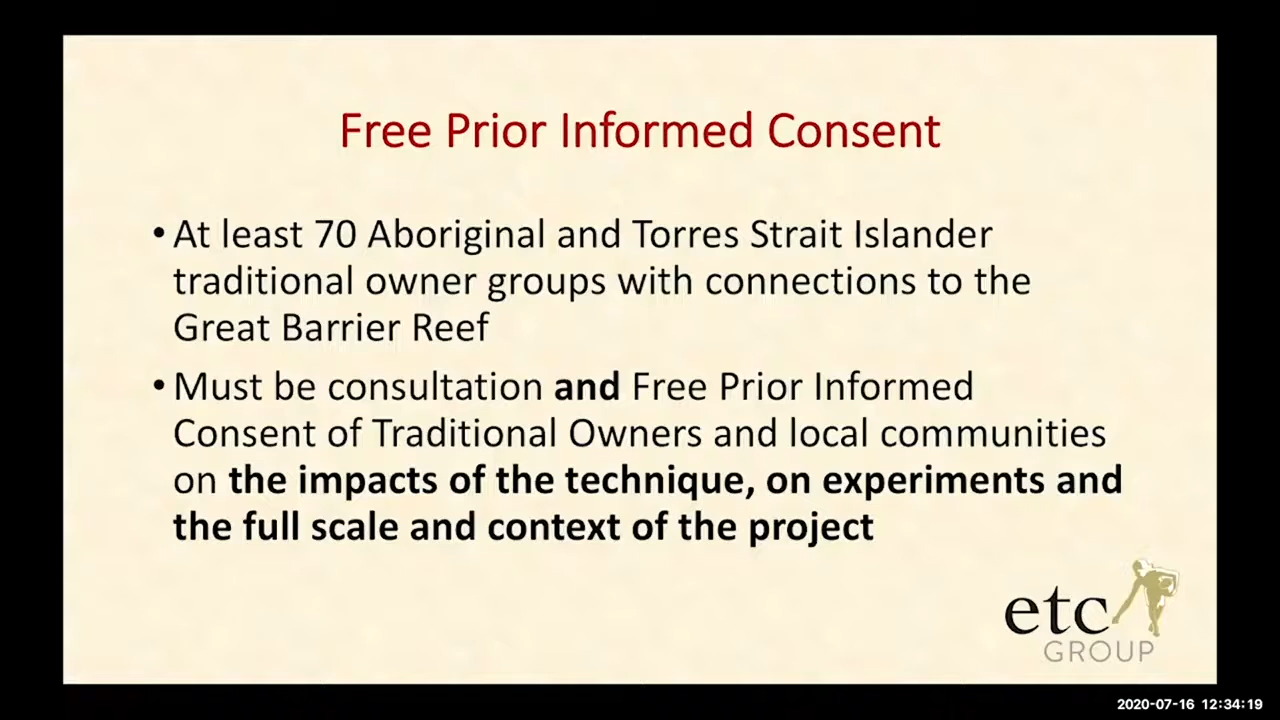 Free Prior Informed Consent
• At least 70 Aboriginal and Torres Strait Islander
traditional owner groups with connections to the
Great Barrier Reef
• Must be consultation and Free Prior Informed
Consent of Traditional Owners and local communities
on the impacts of the technique, on experiments and
the full scale and context of the project
etc
GROUP
2020-07-16 12:34:19